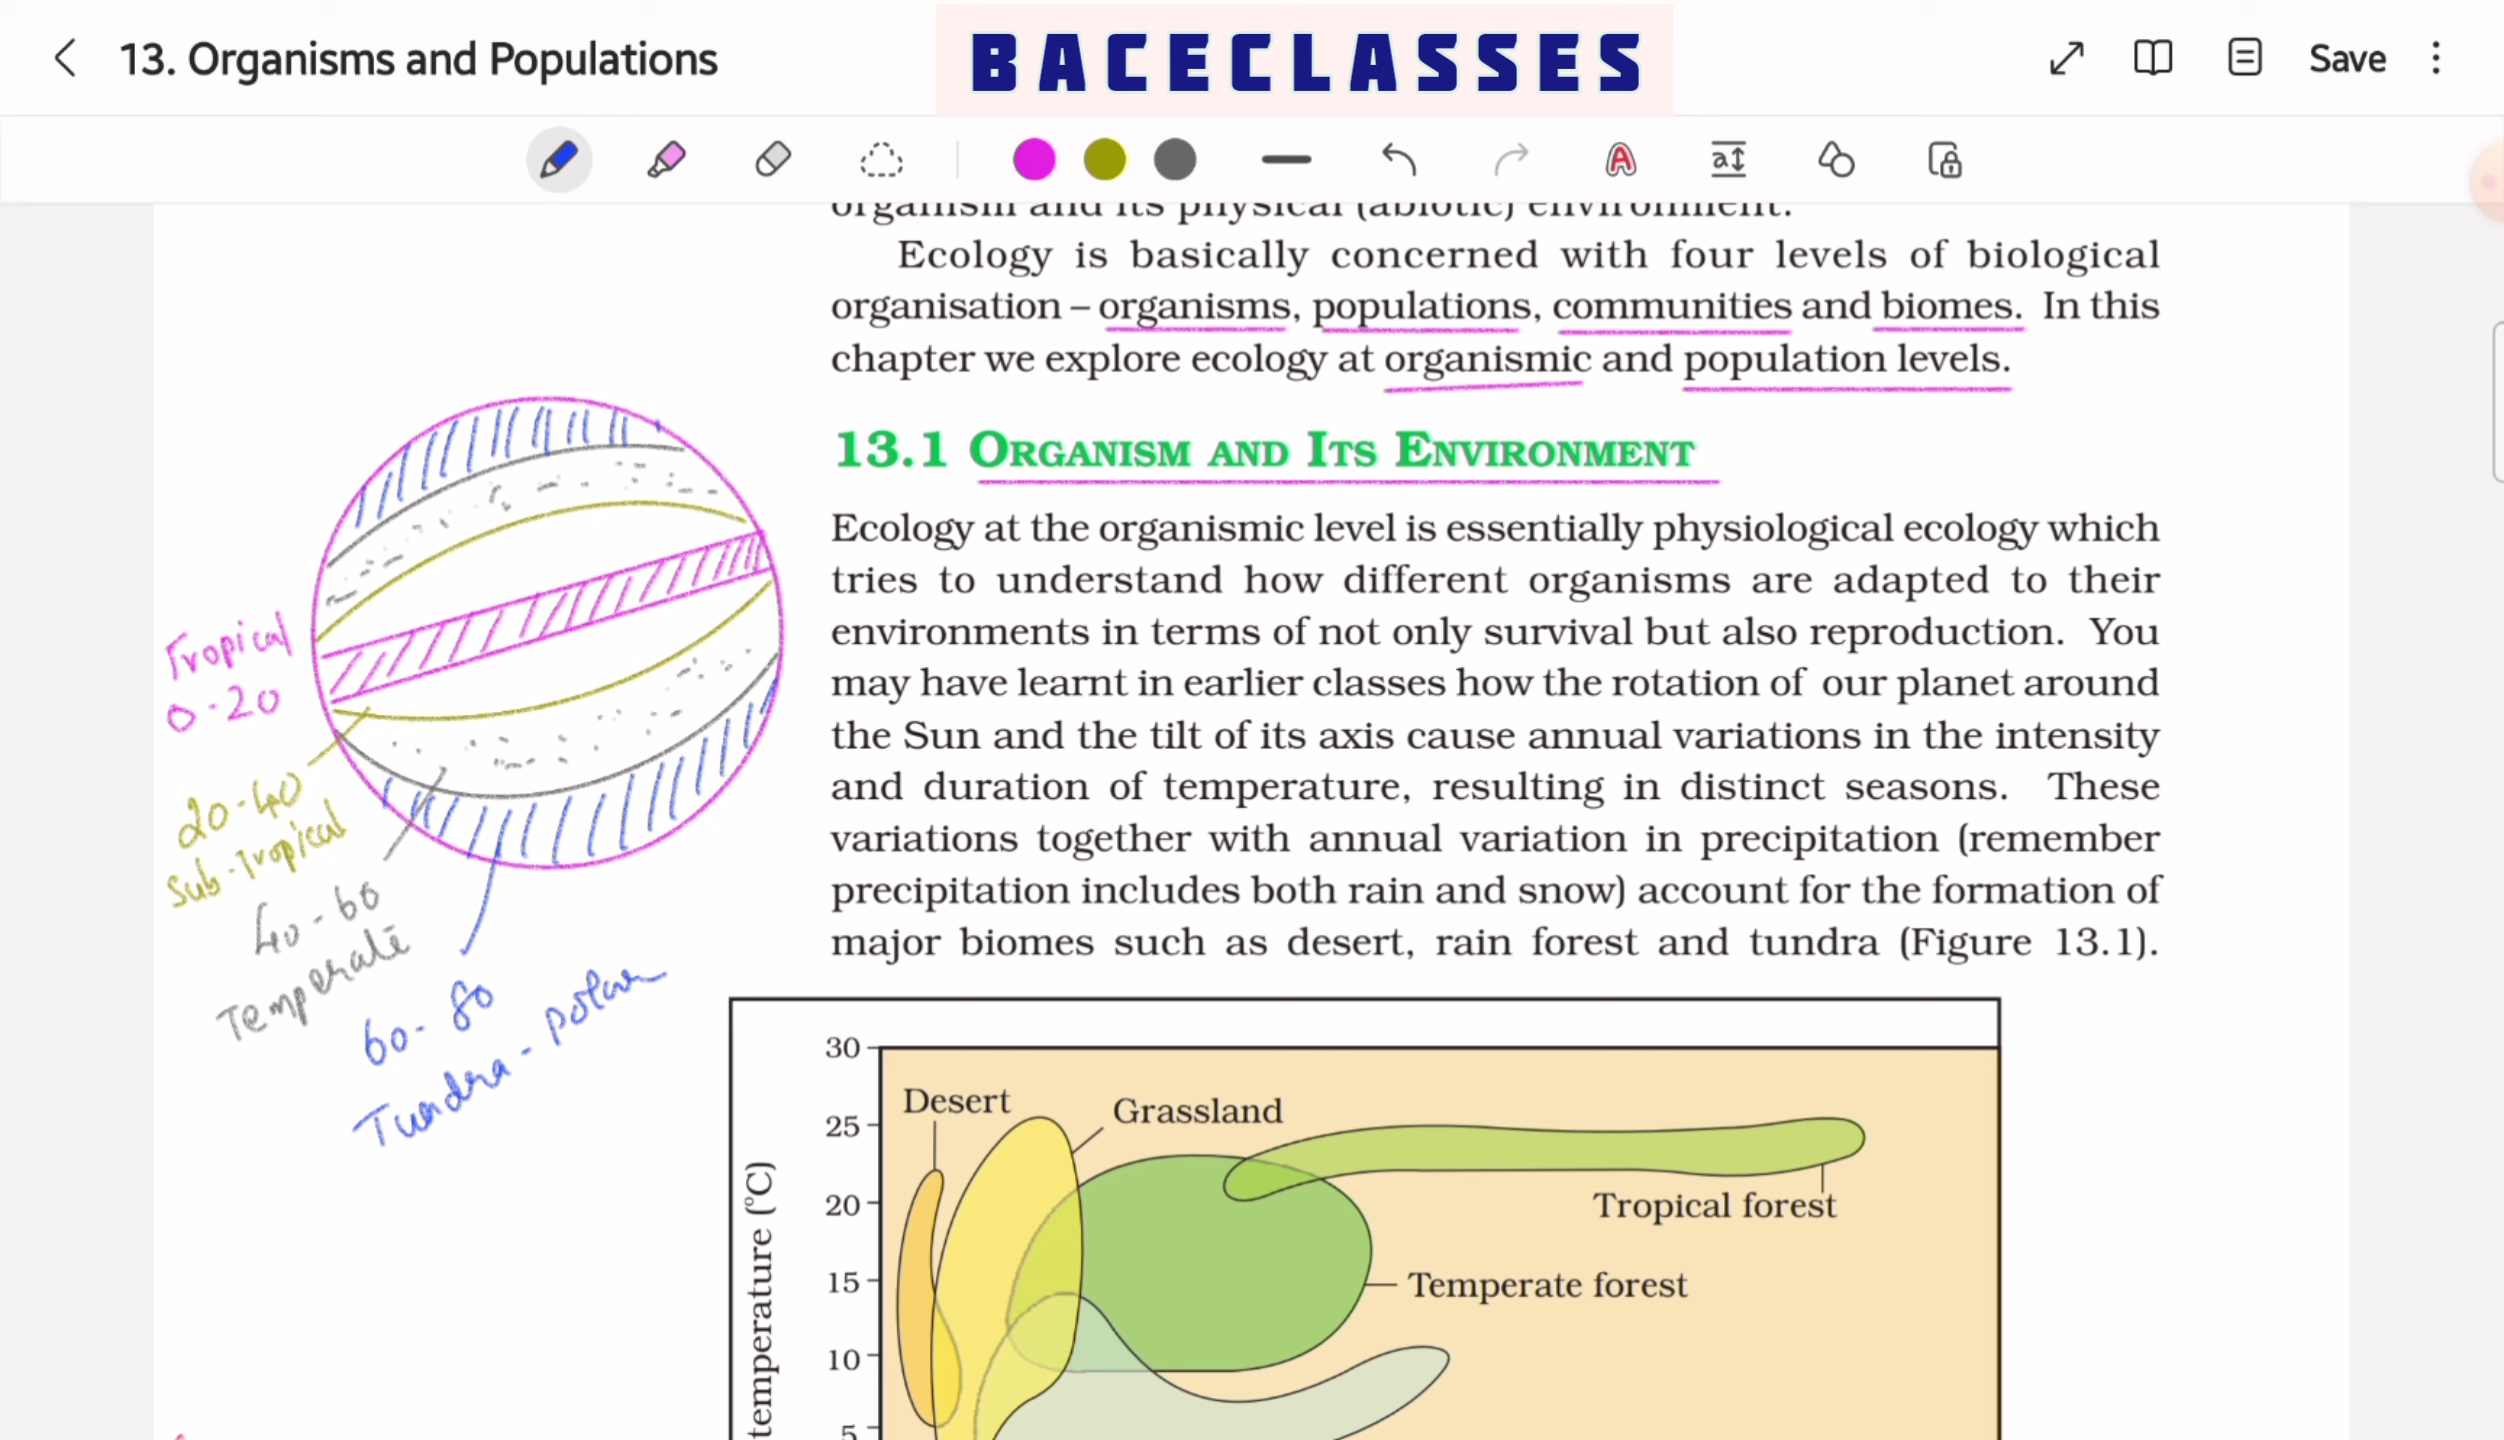 13. Organisms and Populations
BACECLASSES
Save
organism and its physical (abiotic) environment.
Ecology is basically concerned with four levels of biological
organisation – organisms, populations, communities and biomes. In this
chapter we explore ecology at organismic and population levels.
13.1 ORGANISM AND ITS ENVIRONMENT
Ecology at the organismic level is essentially physiological ecology which
tries to understand how different organisms are adapted to their
environments in terms of not only survival but also reproduction. You
may have learnt in earlier classes how the rotation of our planet around
the Sun and the tilt of its axis cause annual variations in the intensity
and duration of temperature, resulting in distinct seasons. These
variations together with annual variation in precipitation (remember
precipitation includes both rain and snow) account for the formation of
major biomes such as desert, rain forest and tundra (Figure 13.1).
Tropical
0-20
20-40
Sub-Tropical
40-60
Temperate
60-80
Tundra - polar
30
25
20
15
10
5
temperature (°C)
Desert
Grassland
Tropical forest
Temperate forest